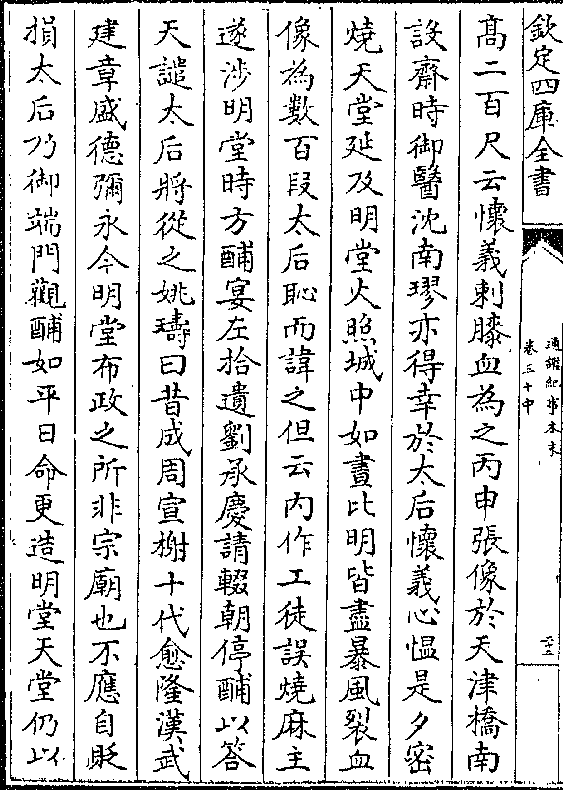 欽定四庫全書
通鑑紀事本末
卷三十中
高二百尺云懷義刺膝血為之丙申張像於天津橋南
設齋時御醫沈南璆亦得幸於太后懷義心愠是夕密
燒天堂延及明堂火照城中如晝比明皆盡暴風裂血
像為數百段太后恥而諱之但云内作工徒誤燒麻主
遂涉明堂時方酺宴左拾遺劉承慶請輟朝停酺以答
天譴太后將從之姚璹曰昔成周宣榭十代愈隆漢武
建章盛德彌永今明堂布政之所非宗廟也不應自貶
損太后乃御端門觀酺如平日命更造明堂天堂仍以